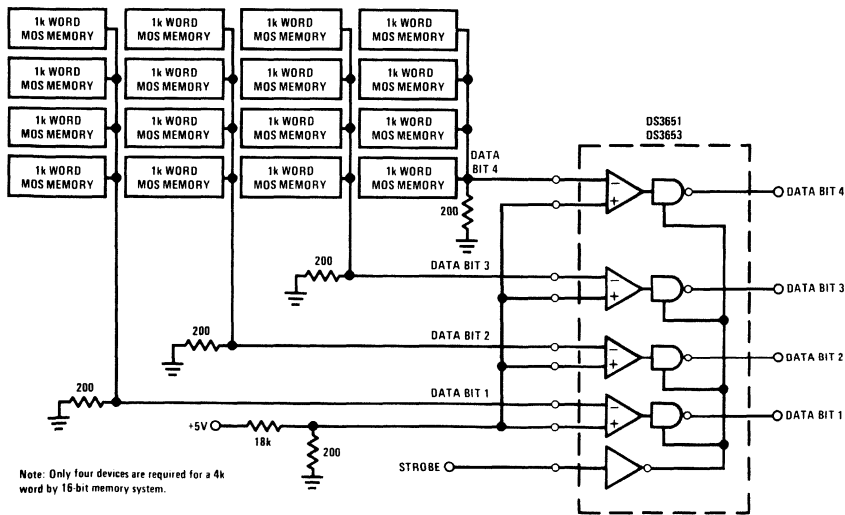 1k WORD
MOS MEMORY
1k WORD
MOS MEMORY
1k WORD
MOS MEMORY
1k WORD
MOS MEMORY
1k WORD
MOS MEMORY
1k WORD
MOS MEMORY
1k WORD
MOS MEMORY
1k WORD
MOS MEMORY
1k WORD
MOS MEMORY
1k WORD
MOS MEMORY
1k WORD
MOS MEMORY
1k WORD
MOS MEMORY
1k WORD
MOS MEMORY
1k WORD
MOS MEMORY
1k WORD
MOS MEMORY
1k WORD
MOS MEMORY
DS3651
DS3653
DATA
BIT 4
200
−
+
DATA BIT 4
200
DATA BIT 3
−
+
DATA BIT 3
200
DATA BIT 2
−
+
DATA BIT 2
200
DATA BIT 1
−
+
DATA BIT 1
+5V
18k
200
STROBE
Note: Only four devices are required for a 4k
word by 16-bit memory system.